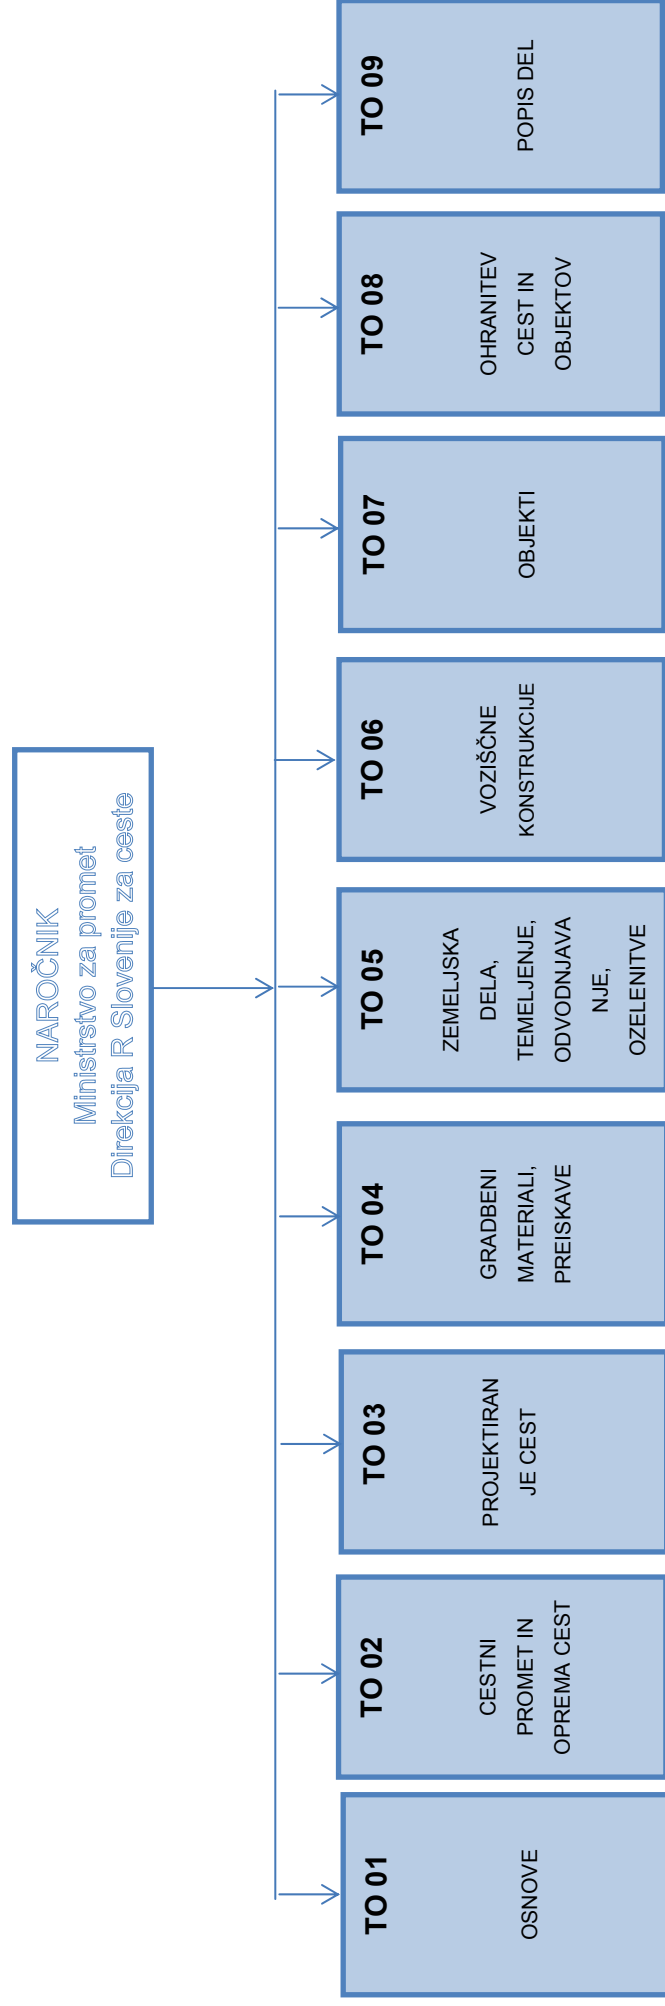 NAROČNIK
Ministrstvo za promet
Direkcija R Slovenije za ceste
TO 01
OSNOVE
TO 02
CESTNI
PROMET IN
OPREMA CEST
TO 03
PROJEKTIRAN
JE CEST
TO 04
GRADBENI
MATERIALI,
PREISKAVE
TO 05
ZEMELJSKA
DELA,
TEMELJENJE,
ODVODNJAVA
NJE,
OZELENITVE
TO 06
VOZIŠČNE
KONSTRUKCIJE
TO 07
OBJEKTI
TO 08
OHRANITEV
CEST IN
OBJEKTOV
TO 09
POPIS DEL